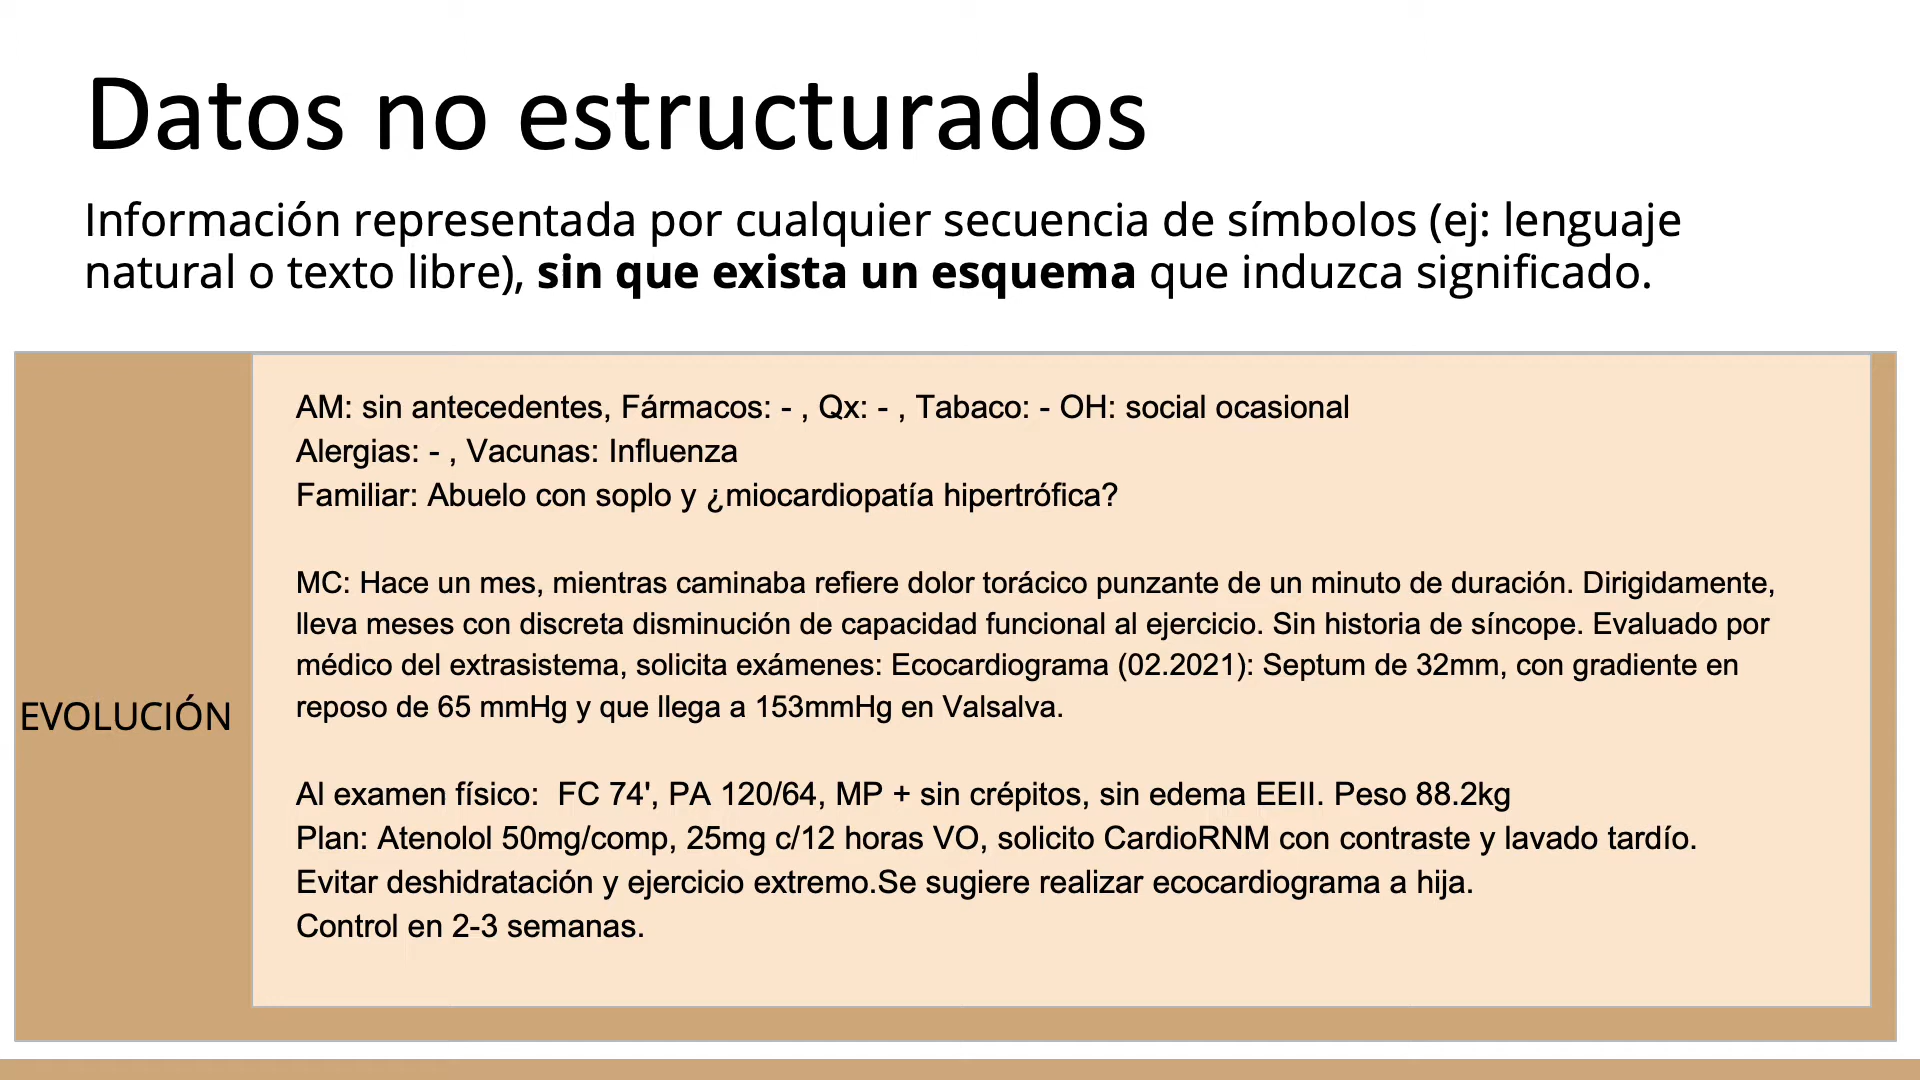 Datos no estructurados
Información representada por cualquier secuencia de símbolos (ej: lenguaje
natural o texto libre), sin que exista un esquema que induzca significado.
EVOLUCIÓN
AM: sin antecedentes, Fármacos: - , Qx: - , Tabaco: - OH: social ocasional
Alergias: - , Vacunas: Influenza
Familiar: Abuelo con soplo y ¿miocardiopatía hipertrófica?
MC: Hace un mes, mientras caminaba refiere dolor torácico punzante de un minuto de duración. Dirigidamente,
lleva meses con discreta disminución de capacidad funcional al ejercicio. Sin historia de síncope. Evaluado por
médico del extrasistema, solicita exámenes: Ecocardiograma (02.2021): Septum de 32mm, con gradiente en
reposo de 65 mmHg y que llega a 153mmHg en Valsalva.
Al examen físico:  FC 74', PA 120/64, MP + sin crépitos, sin edema EEII. Peso 88.2kg
Plan: Atenolol 50mg/comp, 25mg c/12 horas VO, solicito CardioRNM con contraste y lavado tardío.
Evitar deshidratación y ejercicio extremo.Se sugiere realizar ecocardiograma a hija.
Control en 2-3 semanas.